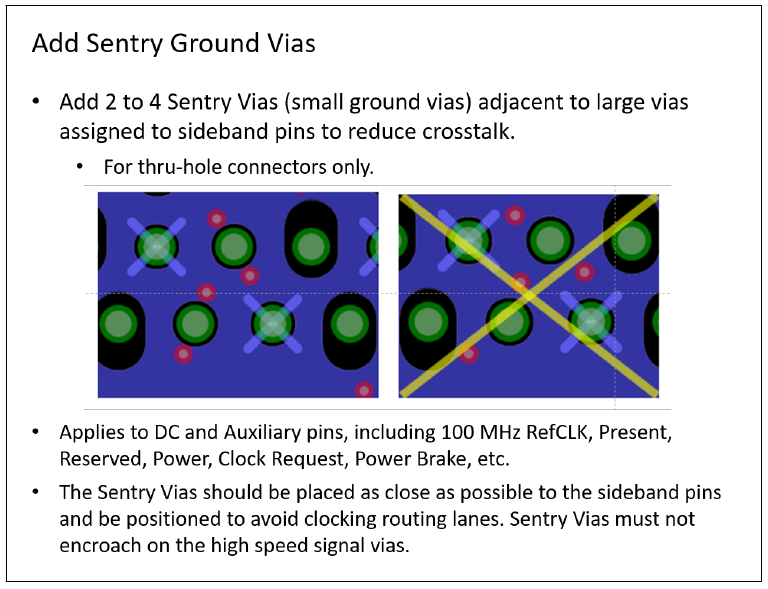 Add Sentry Ground Vias
• Add 2 to 4 Sentry Vias (small ground vias) adjacent to large vias
assigned to sideband pins to reduce crosstalk.
• For thru-hole connectors only.
• Applies to DC and Auxiliary pins, including 100 MHz RefCLK, Present,
Reserved, Power, Clock Request, Power Brake, etc.
• The Sentry Vias should be placed as close as possible to the sideband pins
and be positioned to avoid clocking routing lanes. Sentry Vias must not
encroach on the high speed signal vias.